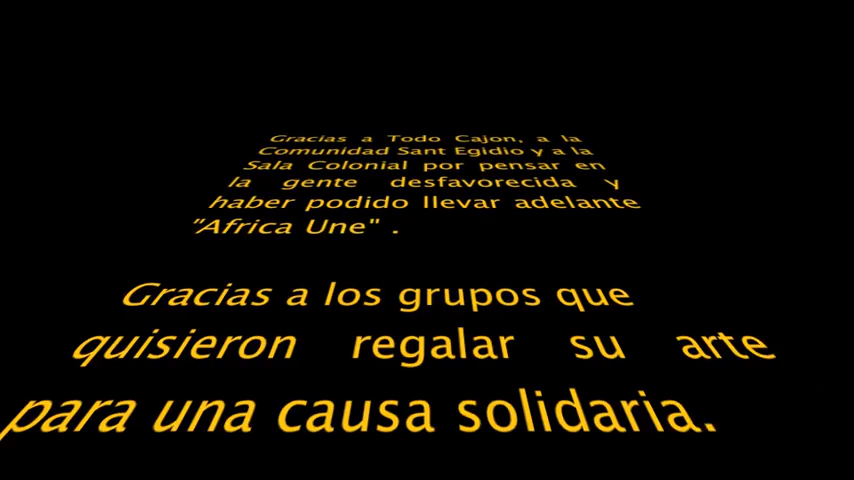 Gracias a Todo Cajon, a la
Comunidad Sant Egidio y a la
Sala Colonial por pensar en
la gente desfavorecida y
haber podido llevar adelante
"Africa Une" .
Gracias a los grupos que
quisieron regalar su arte
para una causa solidaria.